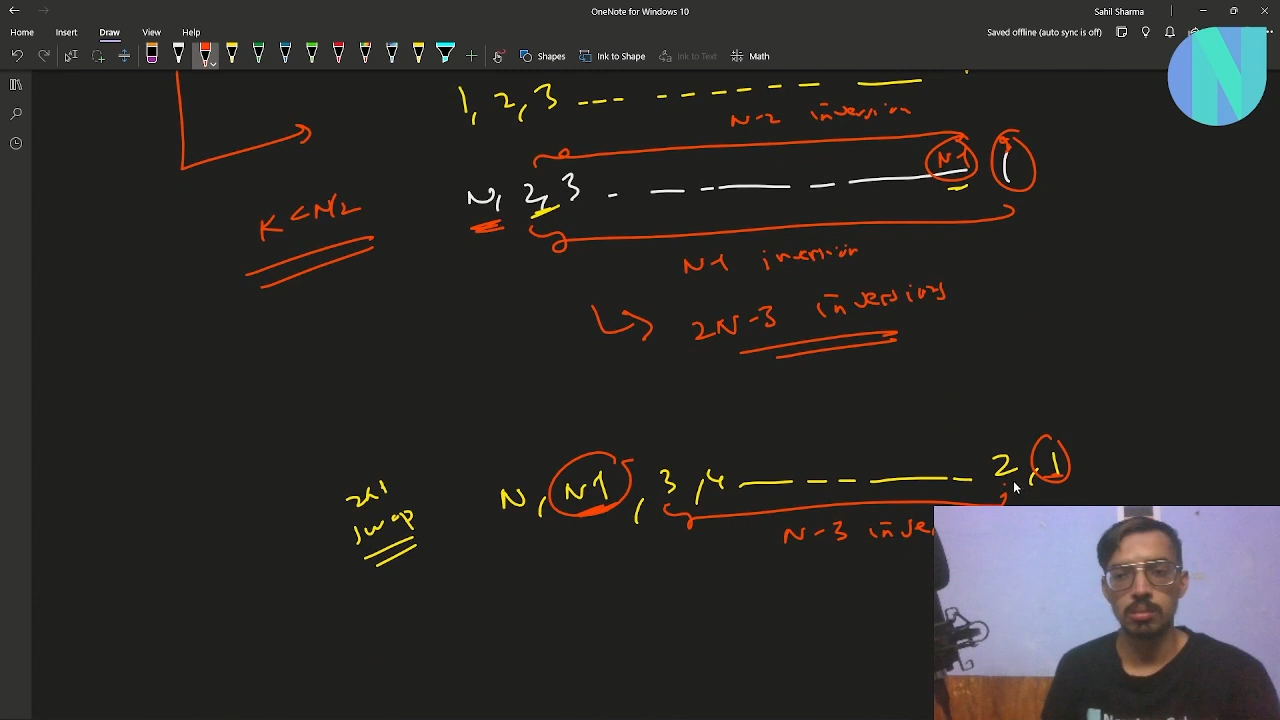 OneNote for Windows 10
Sahil Sharma
Home Insert Draw View Help
Saved offline (auto sync is off)
Shapes Ink to Shape Ink to Text Math
1, 2, 3 --- ------
N-2 inversion
N, 2, 3 . - - - - - N-1 1
K < N/2
N-1 inversion
2N-3 inversions
N, N-1, 3, 4 ------ 2, 1
2nd
swap
N-3
N